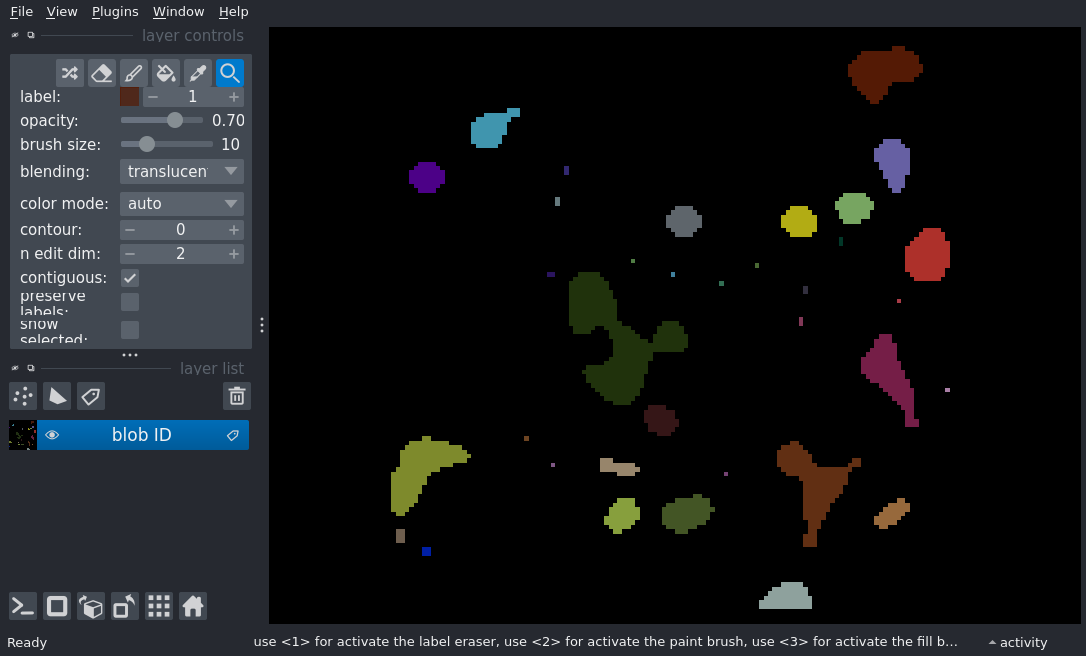 File View Plugins Window Help
layer controls
label: 1
opacity: 0.70
brush size: 10
blending: translucen
color mode: auto
contour: 0
n edit dim: 2
contiguous:
preserve
labels:
show
selected:
layer list
blob ID
Ready use <1> for activate the label eraser, use <2> for activate the paint brush, use <3> for activate the fill b... activity